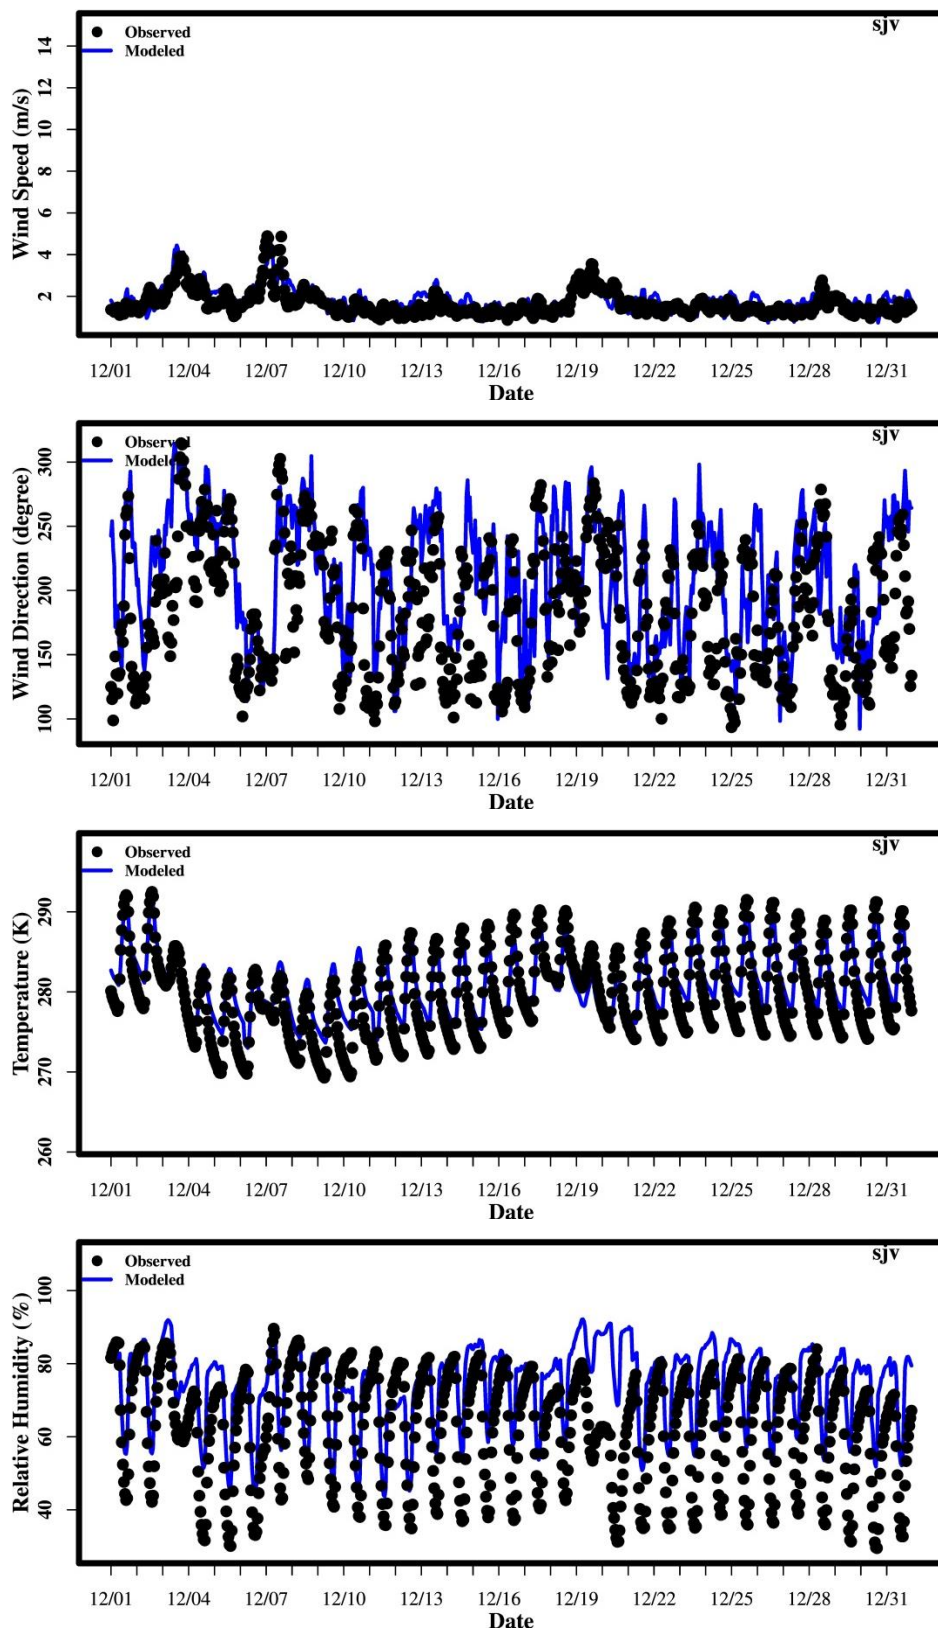 sjv
Observed
Modeled
Wind Speed (m/s)
14
12
10
8
6
4
2
12/01 12/04 12/07 12/10 12/13 12/16 12/19 12/22 12/25 12/28 12/31
Date
sjv
Observed
Modeled
Wind Direction (degree)
300
250
200
150
100
12/01 12/04 12/07 12/10 12/13 12/16 12/19 12/22 12/25 12/28 12/31
Date
sjv
Observed
Modeled
Temperature (K)
290
280
270
260
12/01 12/04 12/07 12/10 12/13 12/16 12/19 12/22 12/25 12/28 12/31
Date
sjv
Observed
Modeled
Relative Humidity (%)
100
80
60
40
12/01 12/04 12/07 12/10 12/13 12/16 12/19 12/22 12/25 12/28 12/31
Date